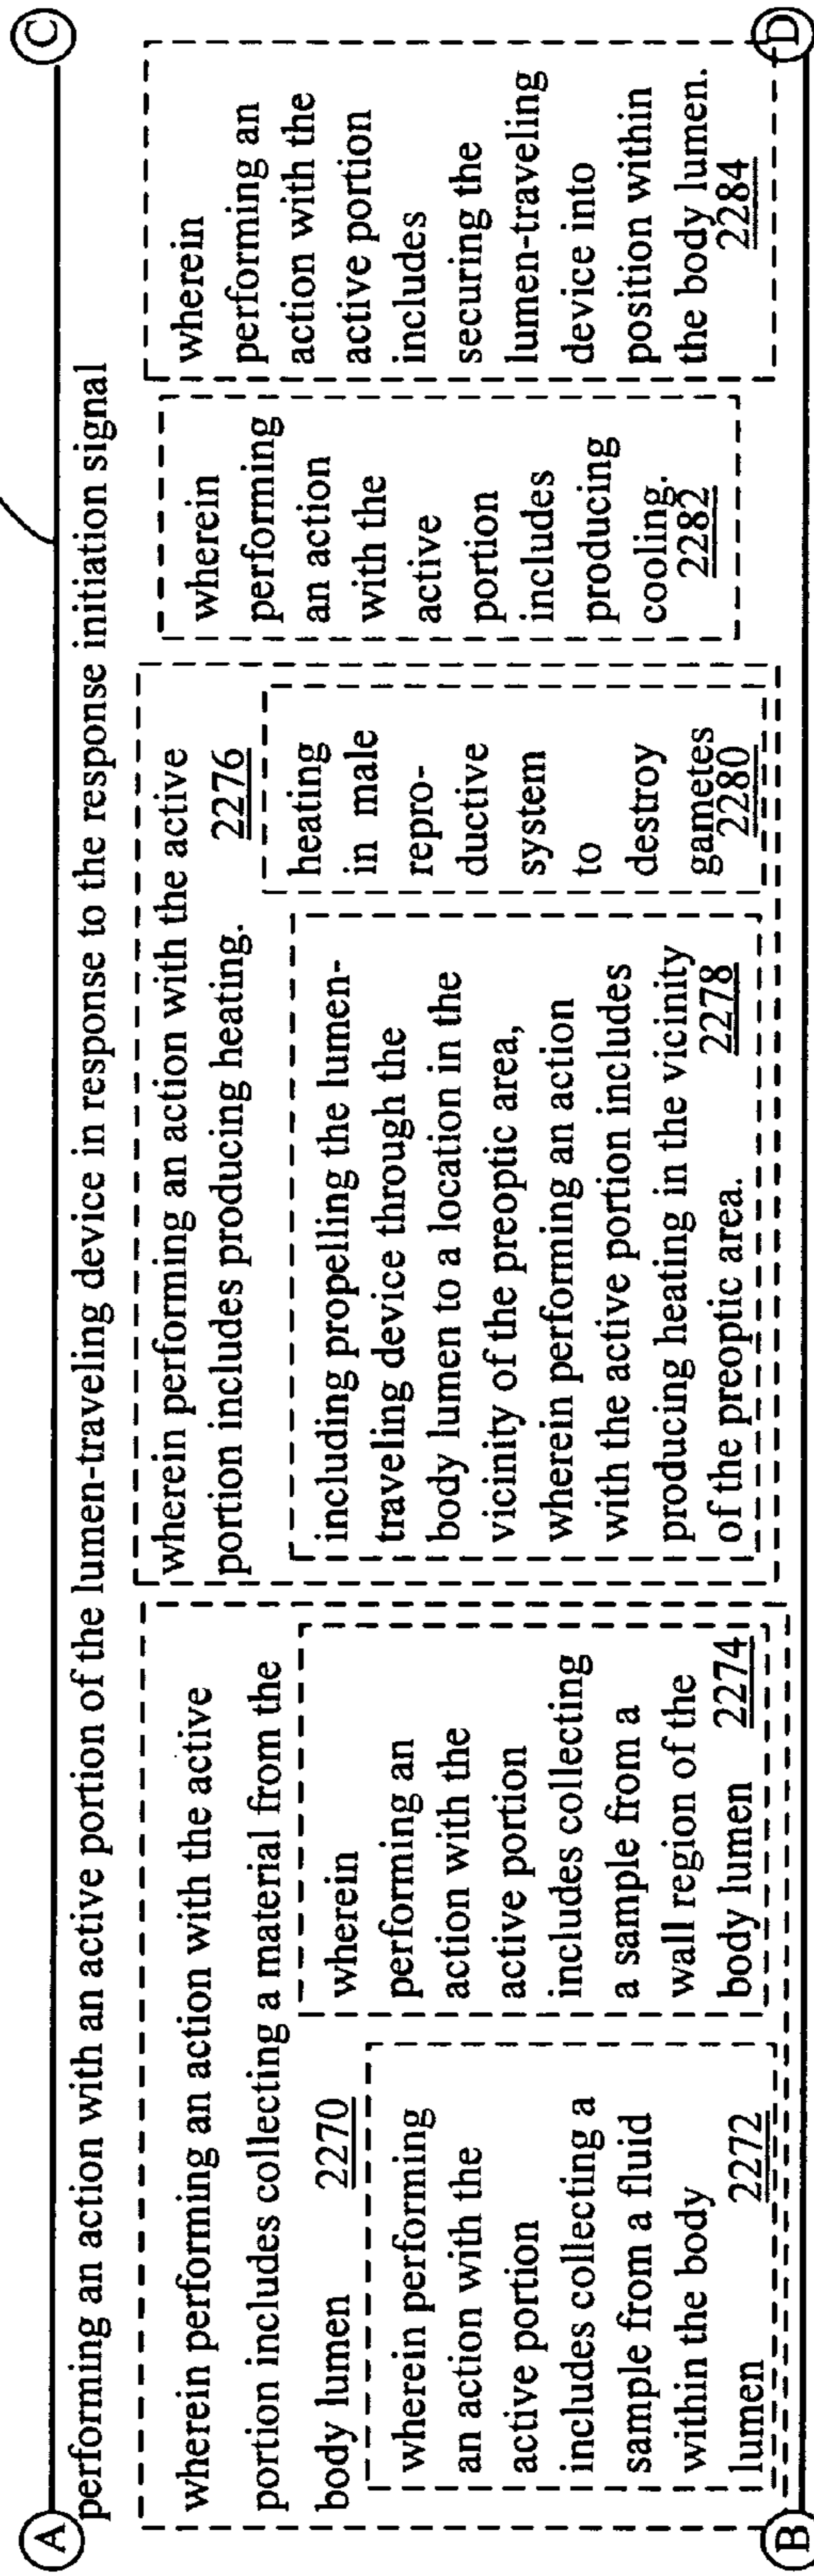 A
C
performing an action with an active portion of the lumen-traveling device in response to the response initiation signal
wherein performing an action with the active
portion includes collecting a material from the
body lumen 2270
wherein performing
an action with the
active portion
includes collecting a
sample from a fluid
within the body
lumen 2272
wherein
performing an
action with the
active portion
includes collecting
a sample from a
wall region of the
body lumen 2274
wherein performing an action with the active
portion includes producing heating. 2276
including propelling the lumen-
traveling device through the
body lumen to a location in the
vicinity of the preoptic area,
wherein performing an action
with the active portion includes
producing heating in the vicinity
of the preoptic area. 2278
heating
in male
repro-
ductive
system
to
destroy
gametes
2280
wherein
performing
an action
with the
active
portion
includes
producing
cooling.
2282
wherein
performing an
action with the
active portion
includes
securing the
lumen-traveling
device into
position within
the body lumen.
2284
B
D